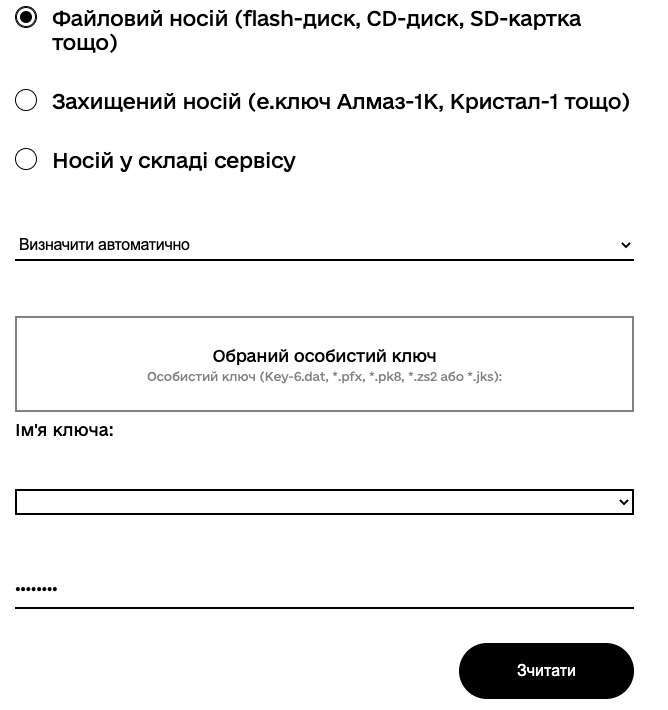 Файловий носій (flash-диск, CD-диск, SD-картка
тощо)
Захищений носій (е.ключ Алмаз-1К, Кристал-1 тощо)
Носій у складі сервісу
Визначити автоматично
Обраний особистий ключ
Особистий ключ (Key-6.dat, *.pfx, *.pk8, *.zs2 або *.jks):
Ім'я ключа:
••••••••
Зчитати